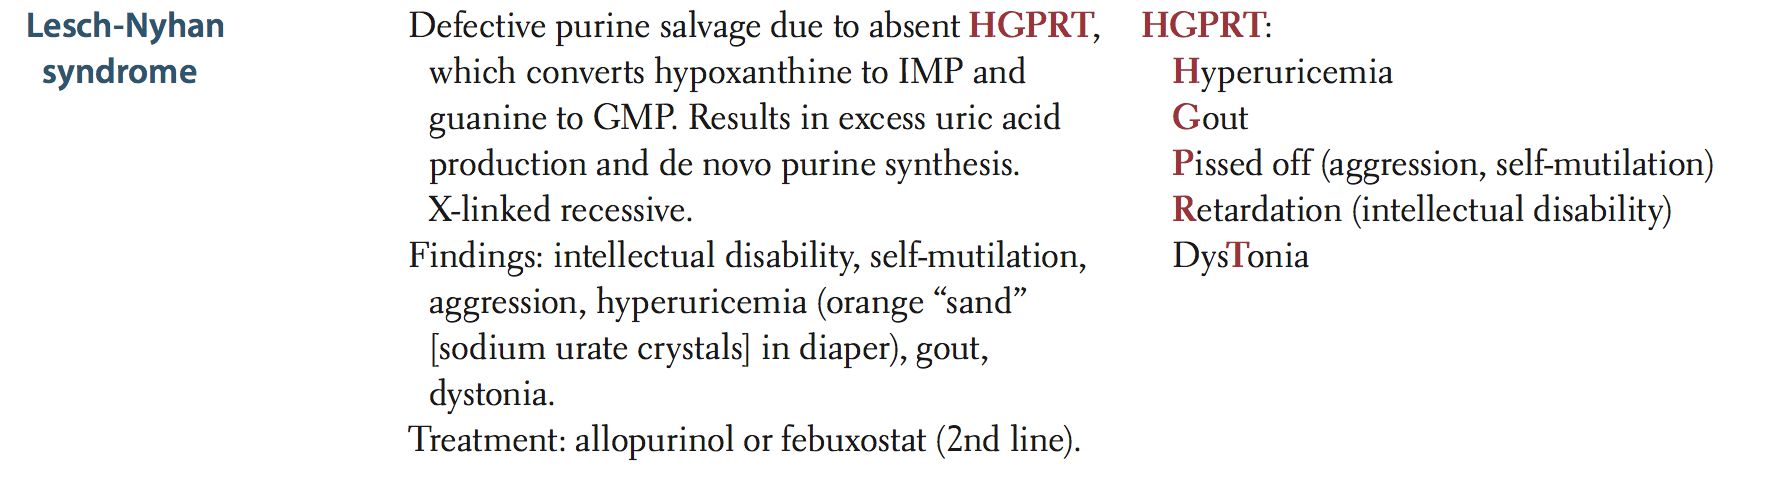 Lesch-Nyhan
syndrome
Defective purine salvage due to absent HGPRT,
which converts hypoxanthine to IMP and
guanine to GMP. Results in excess uric acid
production and de novo purine synthesis.
X-linked recessive.
Findings: intellectual disability, self-mutilation,
aggression, hyperuricemia (orange “sand”
[sodium urate crystals] in diaper), gout,
dystonia.
Treatment: allopurinol or febuxostat (2nd line).
HGPRT:
Hyperuricemia
Gout
Pissed off (aggression, self-mutilation)
Retardation (intellectual disability)
DysTonia